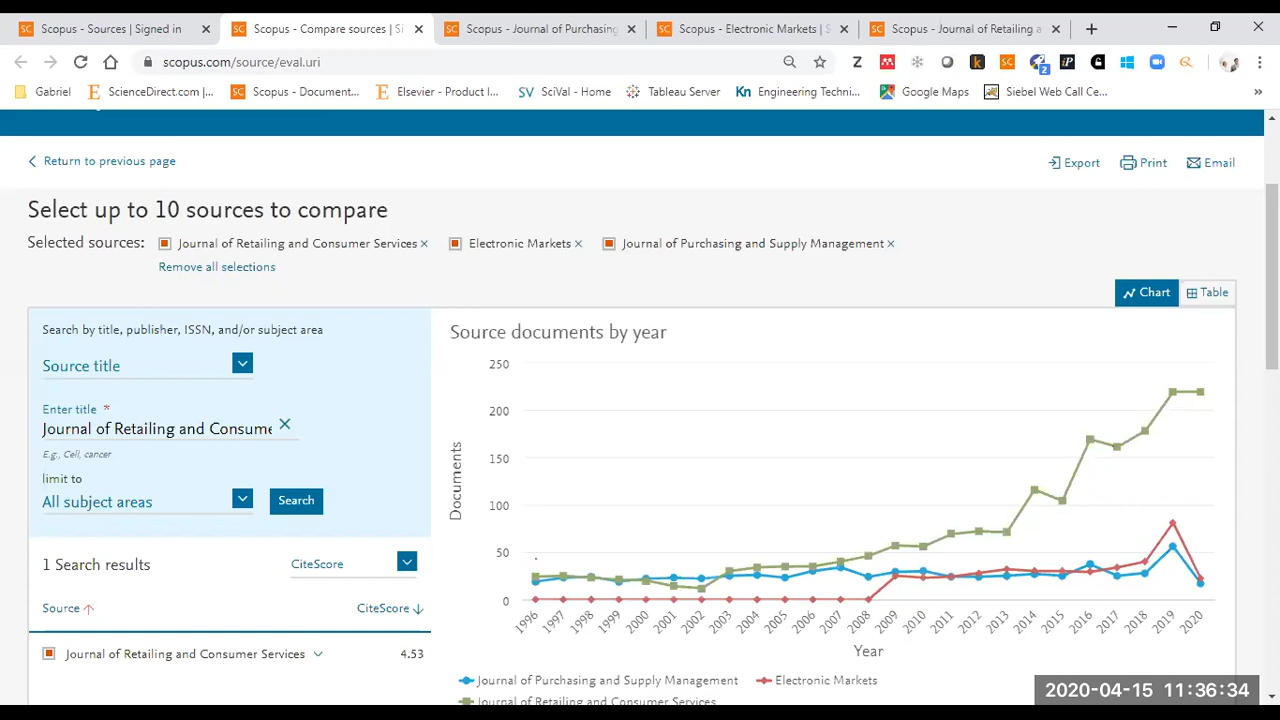 Scopus - Sources | Signed in
Scopus - Compare sources | Si
Scopus - Journal of Purchasing
Scopus - Electronic Markets | S
Scopus - Journal of Retailing a
scopus.com/source/eval.uri
Gabriel
ScienceDirect.com |...
Scopus - Document...
Elsevier - Product I...
SciVal - Home
Tableau Server
Engineering Techni...
Google Maps
Siebel Web Call Ce...
Return to previous page
Export
Print
Email
Select up to 10 sources to compare
Selected sources: Journal of Retailing and Consumer Services × Electronic Markets × Journal of Purchasing and Supply Management ×
Remove all selections
Chart
Table
Search by title, publisher, ISSN, and/or subject area
Source title
Enter title *
Journal of Retailing and Consume
E.g., Cell, cancer
limit to
All subject areas
Search
1 Search results
CiteScore
Source
CiteScore
Journal of Retailing and Consumer Services
4.53
Source documents by year
250
200
150
100
50
0
Documents
1996 1997 1998 1999 2000 2001 2002 2003 2004 2005 2006 2007 2008 2009 2010 2011 2012 2013 2014 2015 2016 2017 2018 2019 2020
Year
Journal of Purchasing and Supply Management
Electronic Markets
Journal of Retailing and Consumer Services
2020-04-15 11:36:34